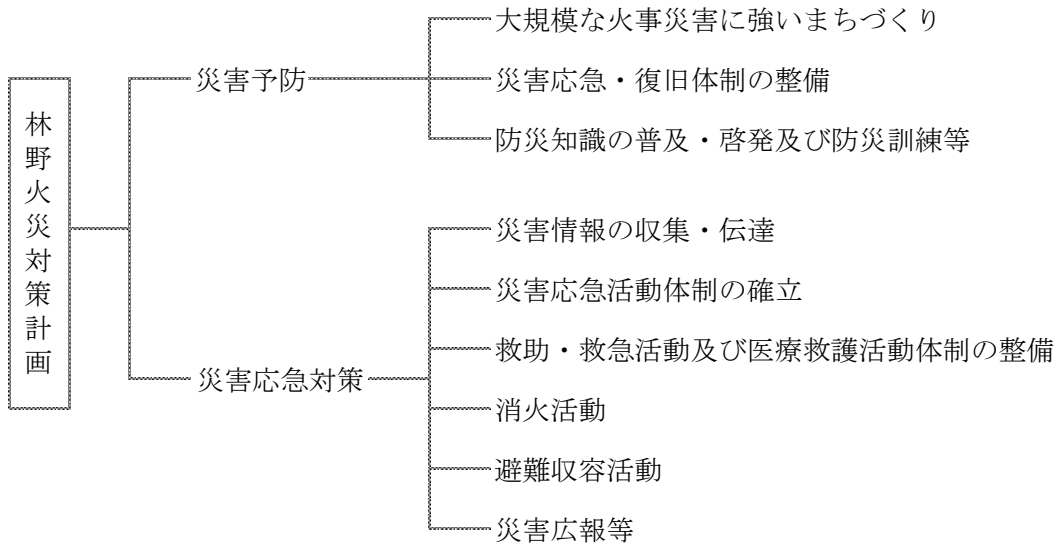 林野火災対策計画
災害予防
大規模な火事災害に強いまちづくり
災害応急・復旧体制の整備
防災知識の普及・啓発及び防災訓練等
災害応急対策
災害情報の収集・伝達
災害応急活動体制の確立
救助・救急活動及び医療救護活動体制の整備
消火活動
避難収容活動
災害広報等